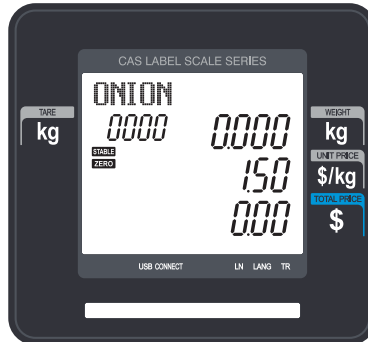 CAS LABEL SCALE SERIES
ONION
TARE
kg
0000
0.000
WEIGHT
kg
STABLE
ZERO
1.50
UNIT PRICE
$/kg
0.00
TOTAL PRICE
$
USB CONNECT LN LANG TR